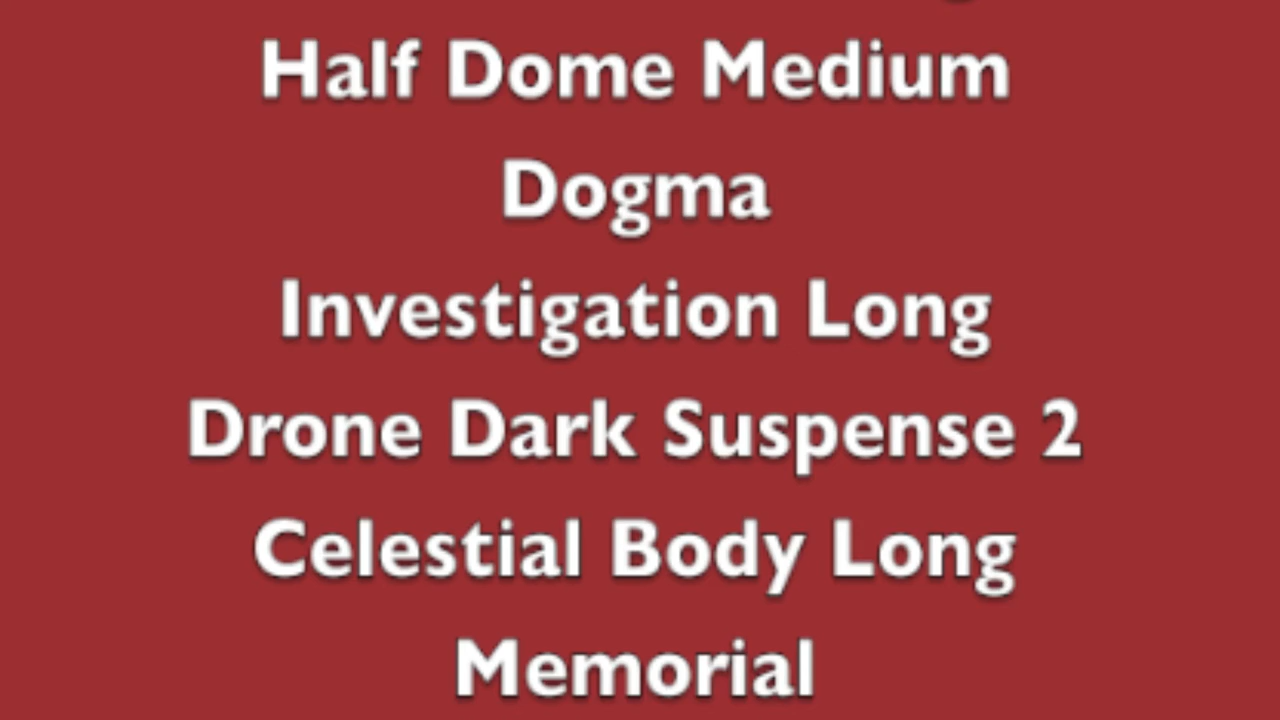 Half Dome Medium
Dogma
Investigation Long
Drone Dark Suspense 2
Celestial Body Long
Memorial